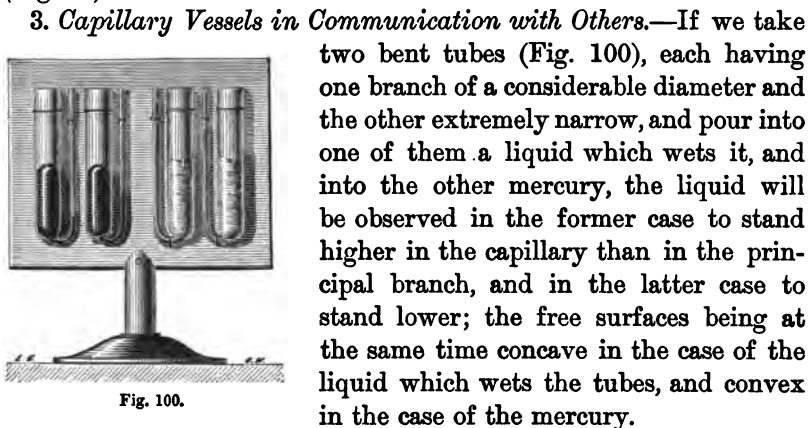 3. Capillary Vessels in Communication with Others.—If we take
two bent tubes (Fig. 100), each having
one branch of a considerable diameter and
the other extremely narrow, and pour into
one of them a liquid which wets it, and
into the other mercury, the liquid will
be observed in the former case to stand
higher in the capillary than in the prin-
cipal branch, and in the latter case to
stand lower; the free surfaces being at
the same time concave in the case of the
liquid which wets the tubes, and convex
in the case of the mercury.
Fig. 100.